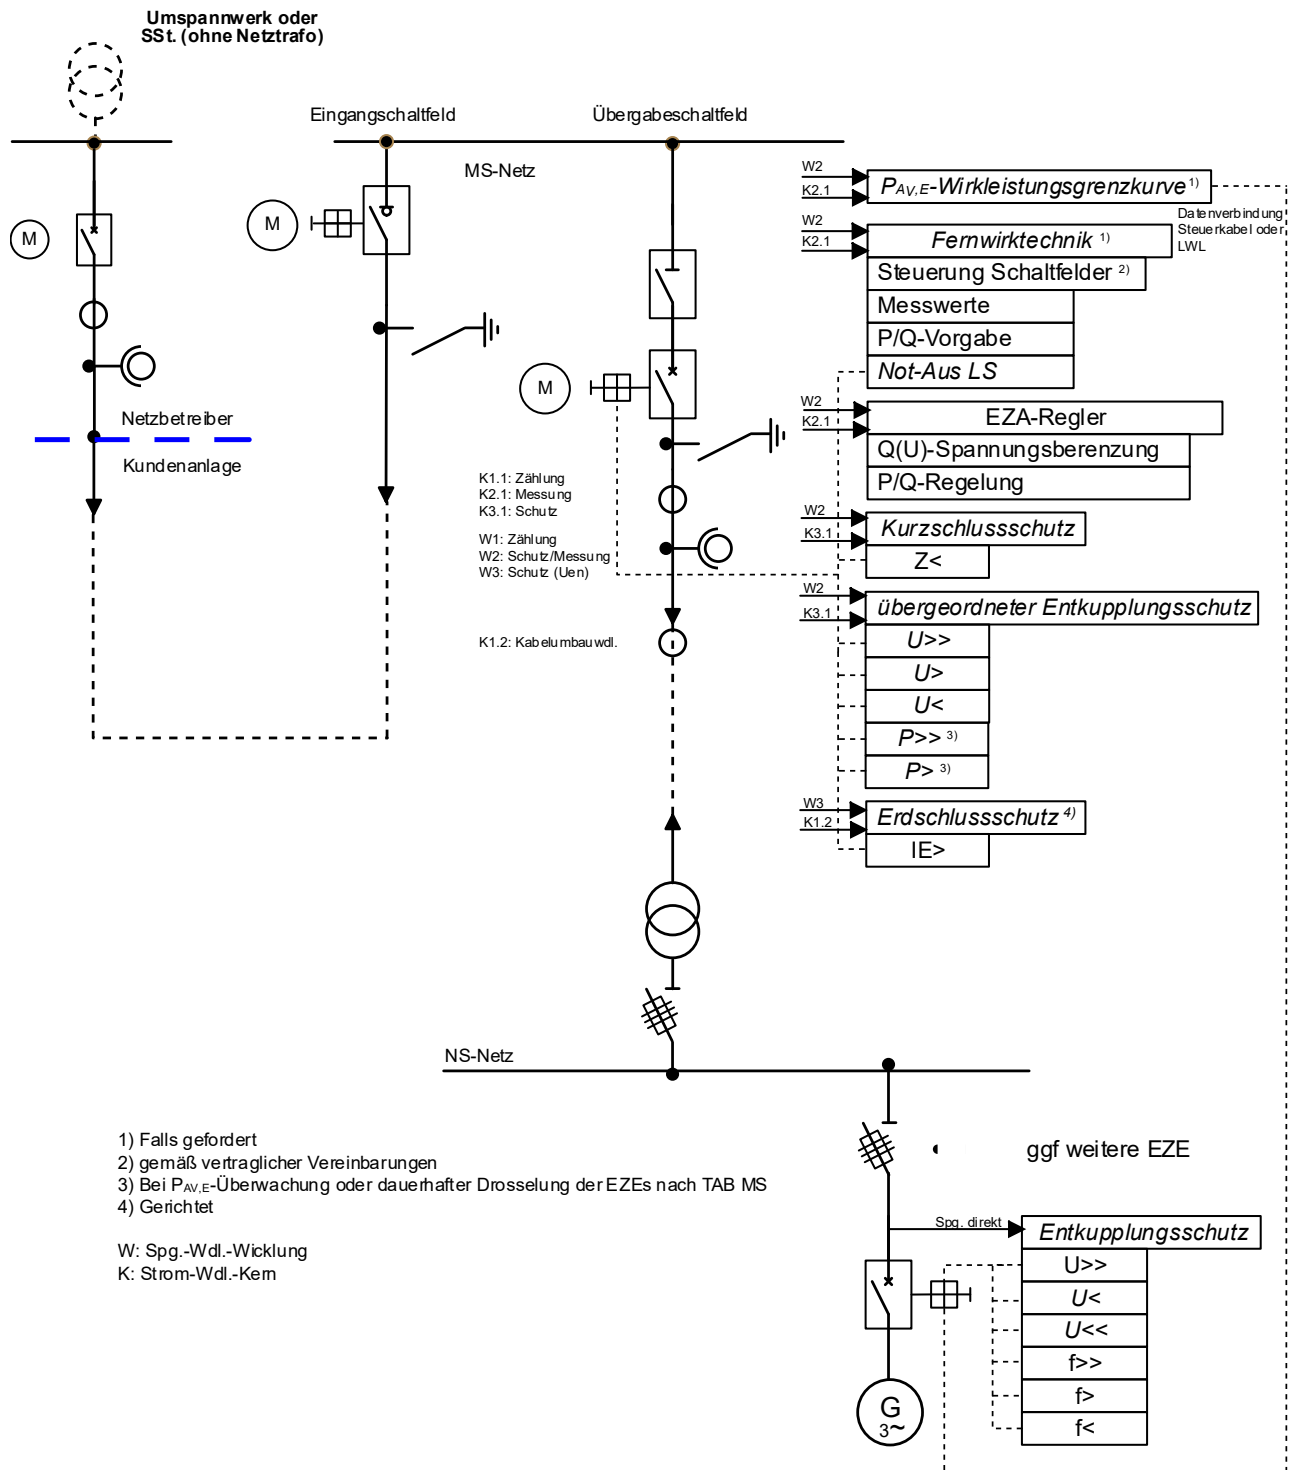 Umspannwerk oder
SSt. (ohne Netztrafo)
Eingangschaltfeld
Übergabeschaltfeld
MS-Netz
M
M
M
Netzbetreiber
Kundenanlage
K1.1: Zählung
K2.1: Messung
K3.1: Schutz
W1: Zählung
W2: Schutz/Messung
W3: Schutz (Uen)
K1.2: Kabelumbauwdl.
W2
K2.1
PAV,E-Wirkleistungsgrenzkurve 1)
Datenverbindung
Steuerkabel oder
LWL
W2
K2.1
Fernwirktechnik 1)
Steuerung Schaltfelder 2)
Messwerte
P/Q-Vorgabe
Not-Aus LS
W2
K2.1
EZA-Regler
Q(U)-Spannungsberenzung
P/Q-Regelung
W2
K3.1
Kurzschlussschutz
Z<
W2
K3.1
übergeordneter Entkupplungsschutz
U>>
U>
U<
P>> 3)
P> 3)
W3
K1.2
Erdschlussschutz 4)
IE>
NS-Netz
1) Falls gefordert
2) gemäß vertraglicher Vereinbarungen
3) Bei PAV,E-Überwachung oder dauerhafter Drosselung der EZEs nach TAB MS
4) Gerichtet
W: Spg.-Wdl.-Wicklung
K: Strom-Wdl.-Kern
ggf weitere EZE
Spg. direkt
Entkupplungsschutz
U>>
U<
U<<
f>>
f>
f<
G
3~